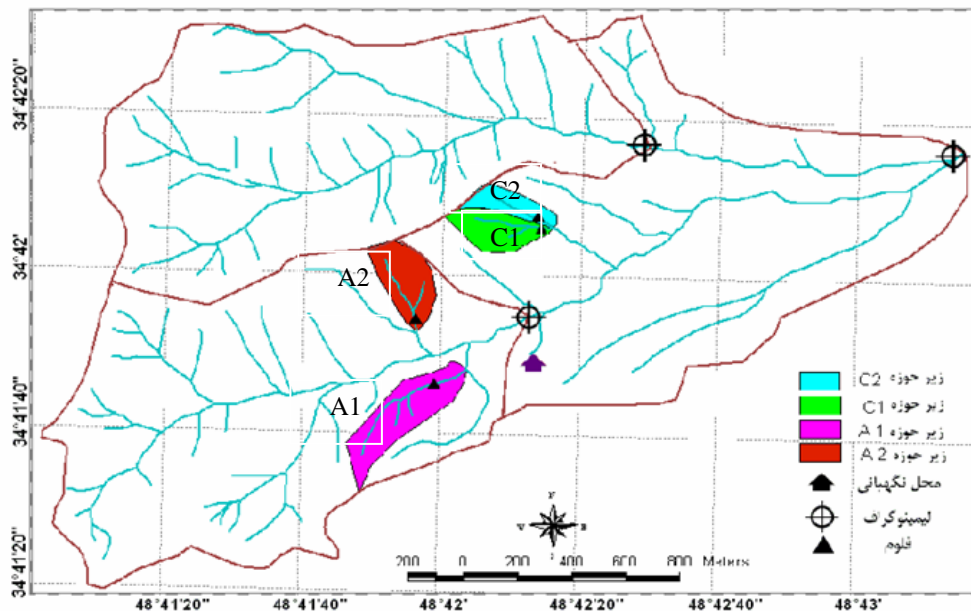 34°42'20"
34°42'
34°41'40"
34°41'20"
C2
C1
A2
A1
زیر حوزه C2
زیر حوزه C1
زیر حوزه A1
زیر حوزه A2
محل نگهبانی
لیمینوگراف
فلوم
200 0 200 400 600 800 Meters
48°41'20" 48°41'40" 48°42' 48°42'20" 48°42'40" 48°43'